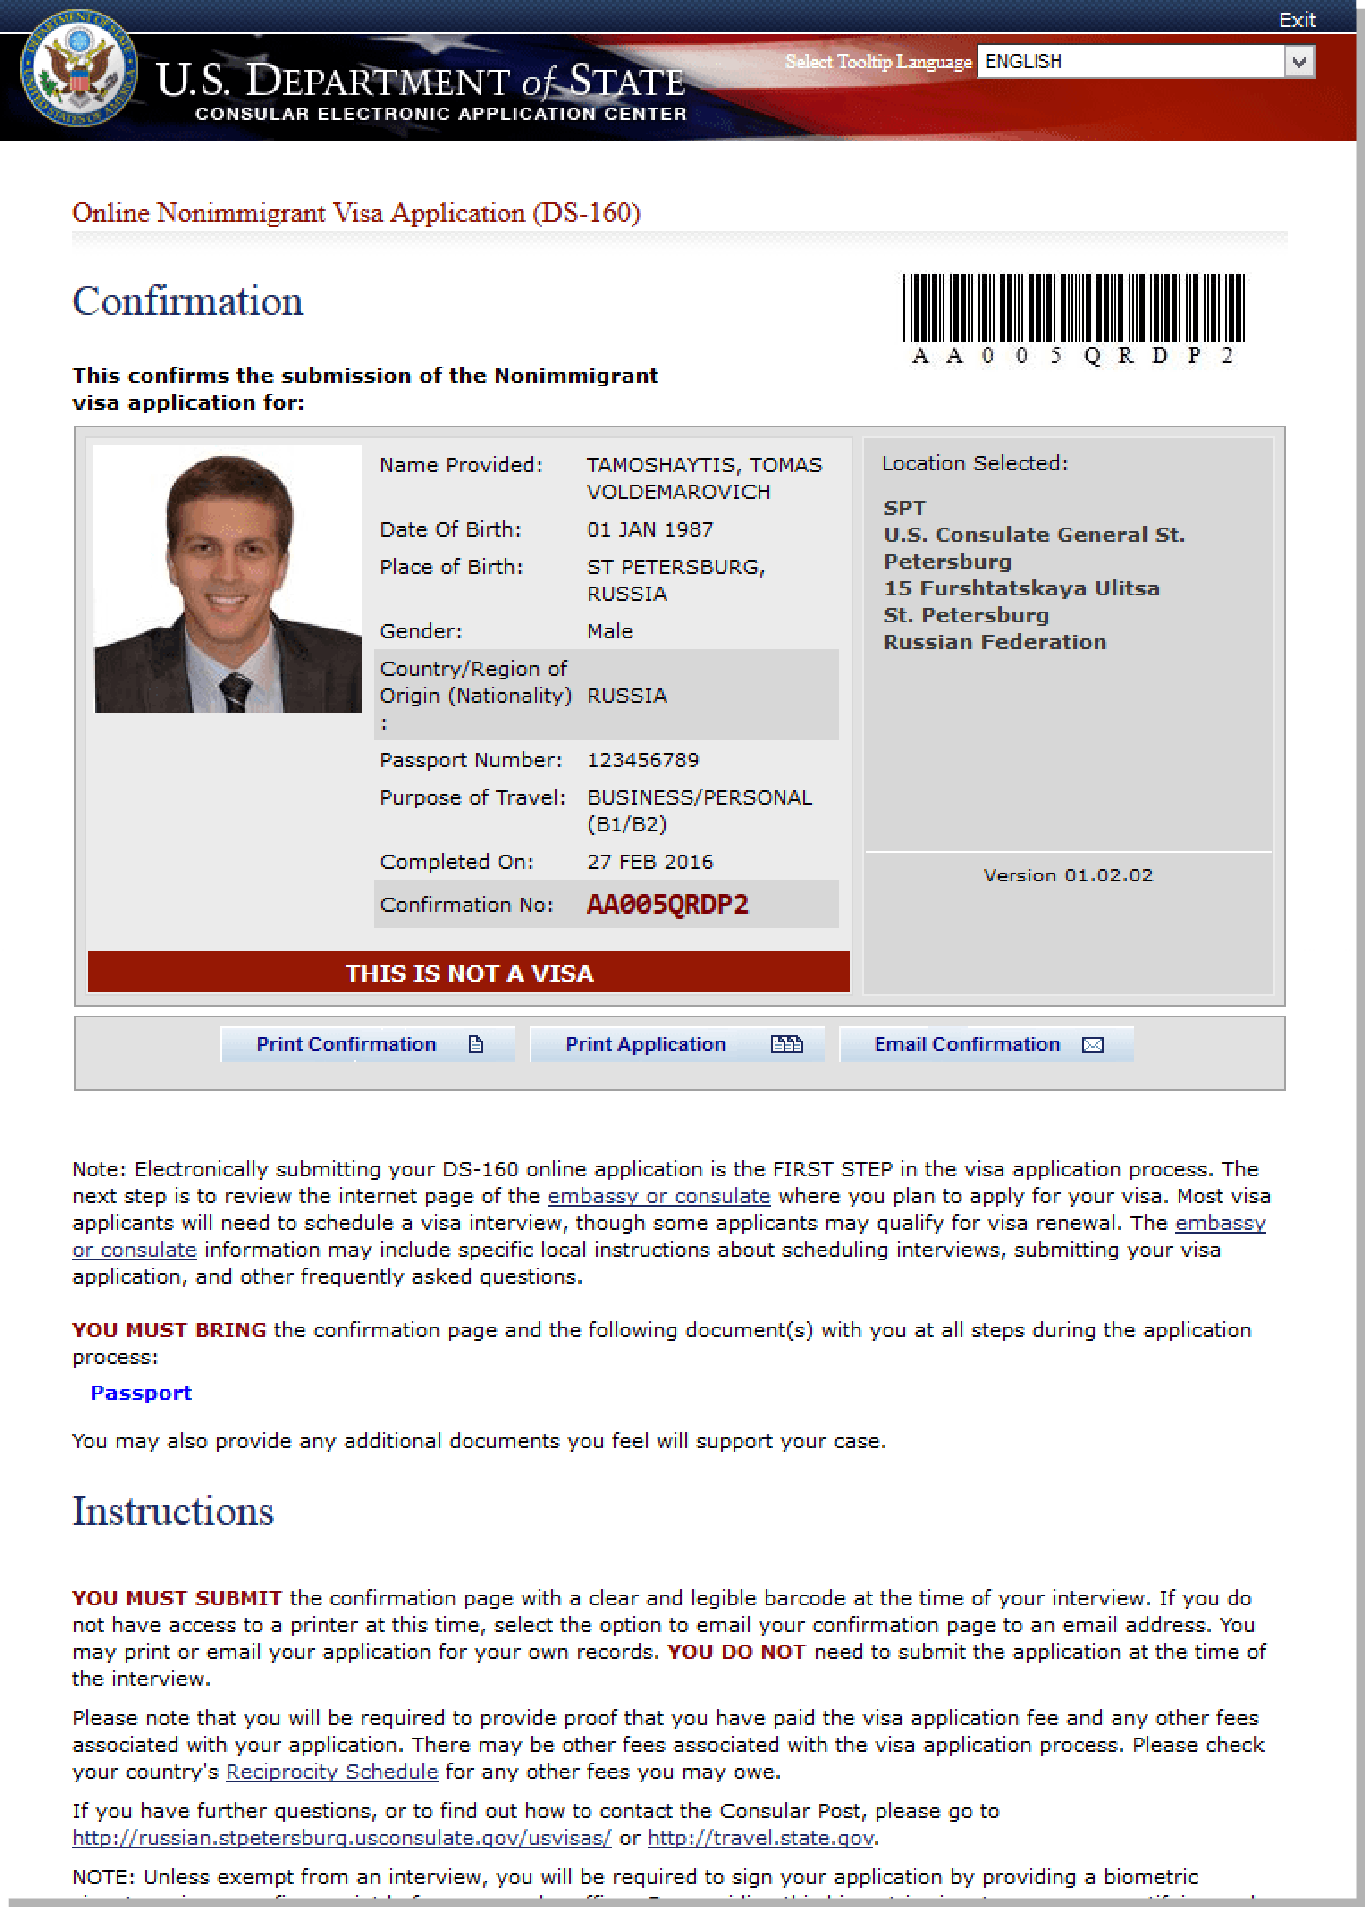 Exit
U.S. DEPARTMENT of STATE
CONSULAR ELECTRONIC APPLICATION CENTER
Select Tooltip Language ENGLISH
Online Nonimmigrant Visa Application (DS-160)
Confirmation
AA005QRDP2
This confirms the submission of the Nonimmigrant
visa application for:
Name Provided: TAMOSHAYTIS, TOMAS
VOLDEMAROVICH
Date Of Birth: 01 JAN 1987
Place of Birth: ST PETERSBURG,
RUSSIA
Gender: Male
Country/Region of
Origin (Nationality) RUSSIA
:
Passport Number: 123456789
Purpose of Travel: BUSINESS/PERSONAL
(B1/B2)
Completed On: 27 FEB 2016
Confirmation No: AA005QRDP2
THIS IS NOT A VISA
Location Selected:
SPT
U.S. Consulate General St.
Petersburg
15 Furshtatskaya Ulitsa
St. Petersburg
Russian Federation
Version 01.02.02
Print Confirmation
Print Application
Email Confirmation
Note: Electronically submitting your DS-160 online application is the FIRST STEP in the visa application process. The
next step is to review the internet page of the embassy or consulate where you plan to apply for your visa. Most visa
applicants will need to schedule a visa interview, though some applicants may qualify for visa renewal. The embassy
or consulate information may include specific local instructions about scheduling interviews, submitting your visa
application, and other frequently asked questions.
YOU MUST BRING the confirmation page and the following document(s) with you at all steps during the application
process:
Passport
You may also provide any additional documents you feel will support your case.
Instructions
YOU MUST SUBMIT the confirmation page with a clear and legible barcode at the time of your interview. If you do
not have access to a printer at this time, select the option to email your confirmation page to an email address. You
may print or email your application for your own records. YOU DO NOT need to submit the application at the time of
the interview.
Please note that you will be required to provide proof that you have paid the visa application fee and any other fees
associated with your application. There may be other fees associated with the visa application process. Please check
your country's Reciprocity Schedule for any other fees you may owe.
If you have further questions, or to find out how to contact the Consular Post, please go to
http://russian.stpetersburg.usconsulate.gov/usvisas/ or http://travel.state.gov.
NOTE: Unless exempt from an interview, you will be required to sign your application by providing a biometric